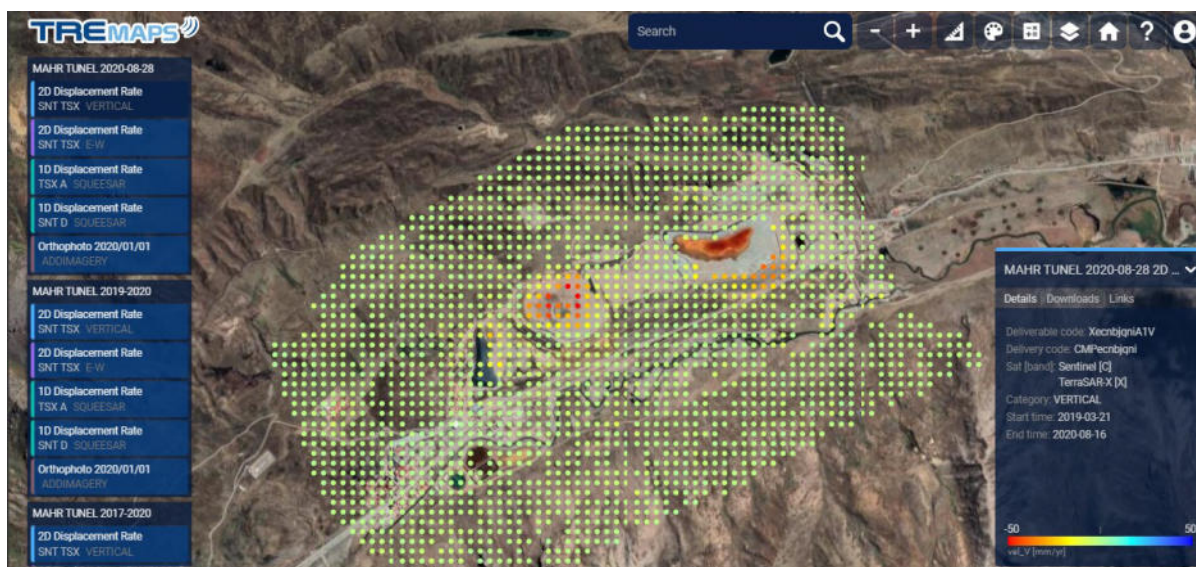 TREMAPS
Search
MAHR TUNEL 2020-08-28
2D Displacement Rate
SNT TSX VERTICAL
2D Displacement Rate
SNT TSX E-W
1D Displacement Rate
TSX A SQUEESAR
1D Displacement Rate
SNT D SQUEESAR
Orthophoto 2020/01/01
ADDIMAGERY
MAHR TUNEL 2019-2020
2D Displacement Rate
SNT TSX VERTICAL
2D Displacement Rate
SNT TSX E-W
1D Displacement Rate
TSX A SQUEESAR
1D Displacement Rate
SNT D SQUEESAR
Orthophoto 2020/01/01
ADDIMAGERY
MAHR TUNEL 2017-2020
2D Displacement Rate
SNT TSX VERTICAL
MAHR TUNEL 2020-08-28 2D ...
Details Downloads Links
Deliverable code: XecnbjqniA1V
Delivery code: CMPecnbjqni
Sat [band]: Sentinel [C]
TerraSAR-X [X]
Category: VERTICAL
Start time: 2019-03-21
End time: 2020-08-16
-50 50
vel_V [mm/yr]